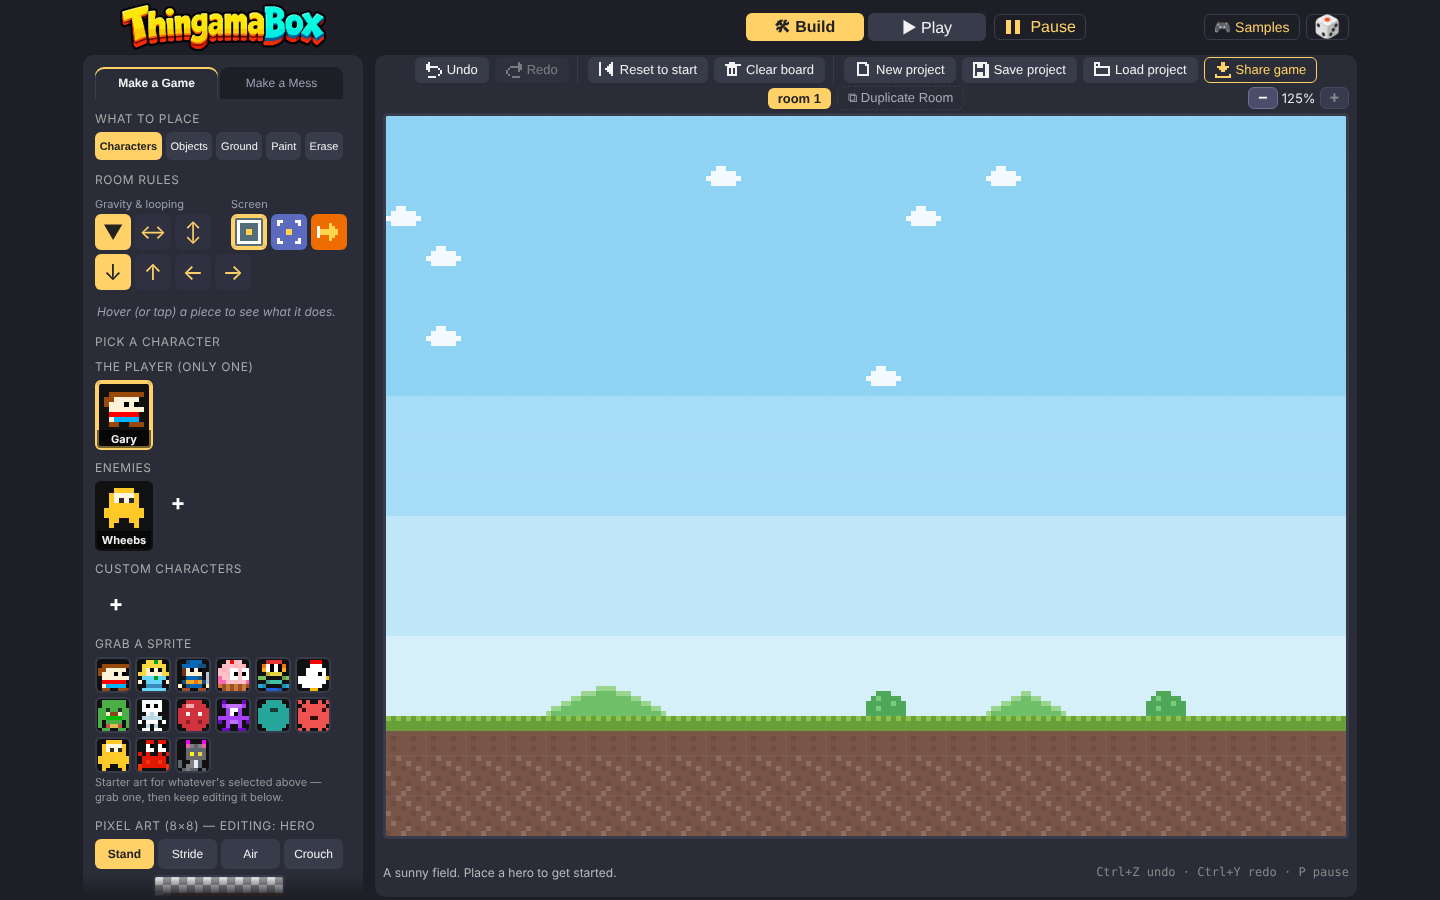 ThingamaBox
Build
Play
Pause
Samples
Make a Game
Make a Mess
Undo
Redo
Reset to start
Clear board
New project
Save project
Load project
Share game
room 1
Duplicate Room
− 125% +
WHAT TO PLACE
Characters
Objects
Ground
Paint
Erase
ROOM RULES
Gravity & looping
Screen
Hover (or tap) a piece to see what it does.
PICK A CHARACTER
THE PLAYER (ONLY ONE)
Gary
ENEMIES
Wheebs
+
CUSTOM CHARACTERS
+
GRAB A SPRITE
Starter art for whatever's selected above —
grab one, then keep editing it below.
PIXEL ART (8×8) — EDITING: HERO
Stand
Stride
Air
Crouch
A sunny field. Place a hero to get started.
Ctrl+Z undo · Ctrl+Y redo · P pause